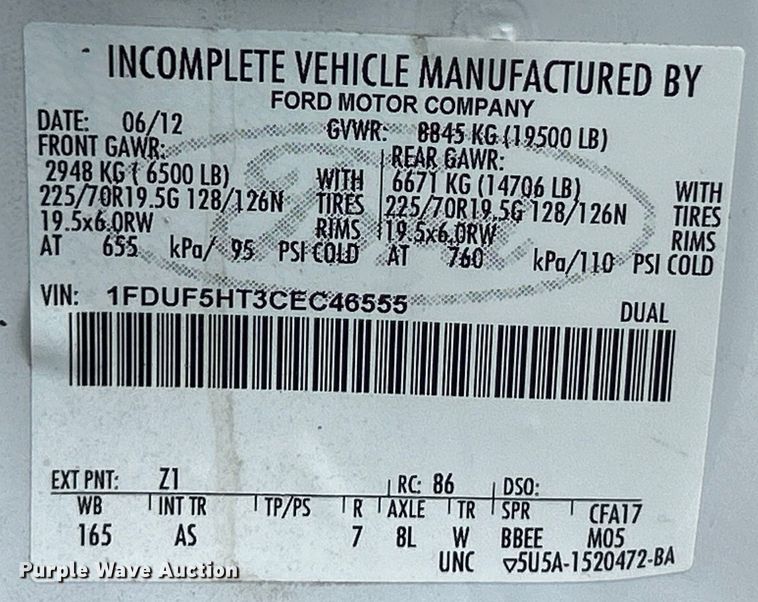 INCOMPLETE VEHICLE MANUFACTURED BY
FORD MOTOR COMPANY
DATE: 06/12 GVWR: 8845 KG (19500 LB)
FRONT GAWR: REAR GAWR:
2948 KG ( 6500 LB) WITH 6671 KG (14706 LB) WITH
225/70R19.5G 128/126N TIRES 225/70R19.5G 128/126N TIRES
19.5x6.0RW RIMS 19.5x6.0RW RIMS
AT 655 kPa/ 95 PSI COLD AT 760 kPa/110 PSI COLD
VIN: 1FDUF5HT3CEC46555 DUAL
EXT PNT: Z1 RC: 86 DSO:
WB INT TR TP/PS R AXLE TR SPR CFA17
165 AS 7 8L W BBEE M05
UNC ▽5U5A-1520472-BA
Purple Wave Auction